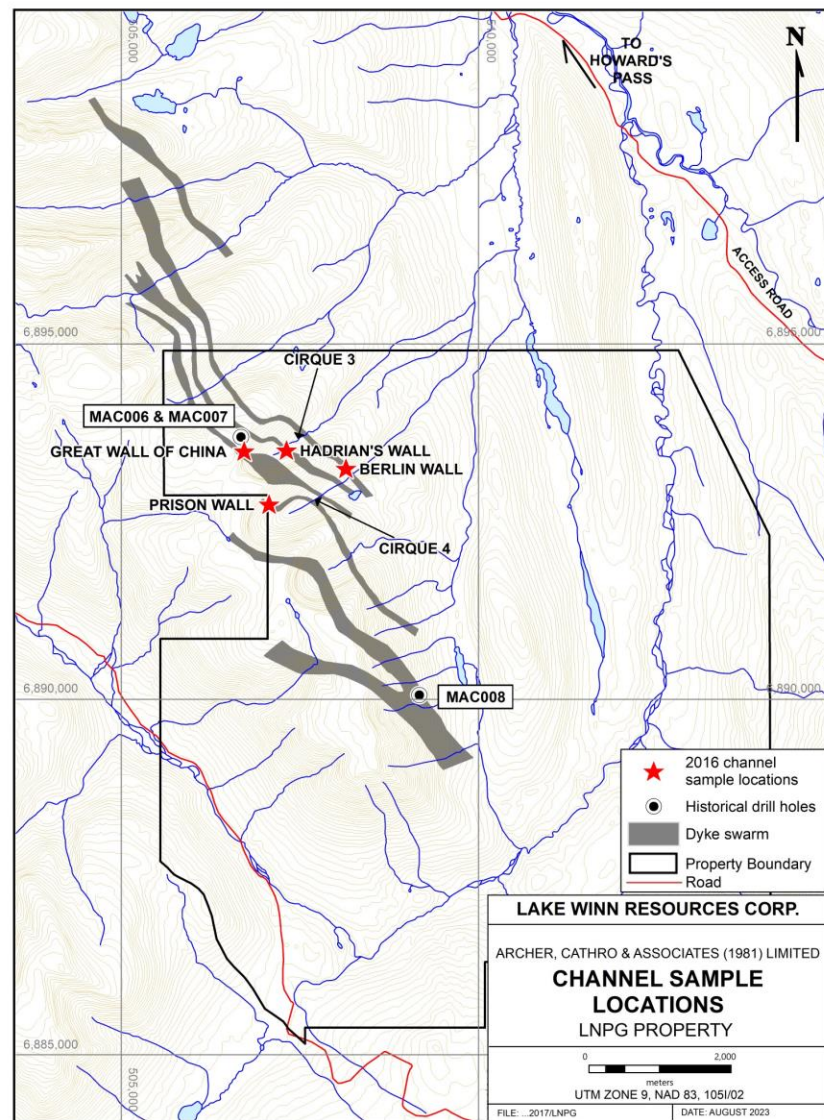 505,000
510,000
TO
HOWARD'S
PASS
N
ACCESS ROAD
6,895,000
6,895,000
CIRQUE 3
MAC006 & MAC007
GREAT WALL OF CHINA
HADRIAN'S WALL
BERLIN WALL
PRISON WALL
CIRQUE 4
6,890,000
6,890,000
MAC008
2016 channel
sample locations
Historical drill holes
Dyke swarm
Property Boundary
Road
LAKE WINN RESOURCES CORP.
ARCHER, CATHRO & ASSOCIATES (1981) LIMITED
CHANNEL SAMPLE
LOCATIONS
LNPG PROPERTY
0 2,000
meters
UTM ZONE 9, NAD 83, 105I/02
FILE: ...2017/LNPG
DATE: AUGUST 2023
6,885,000
505,000